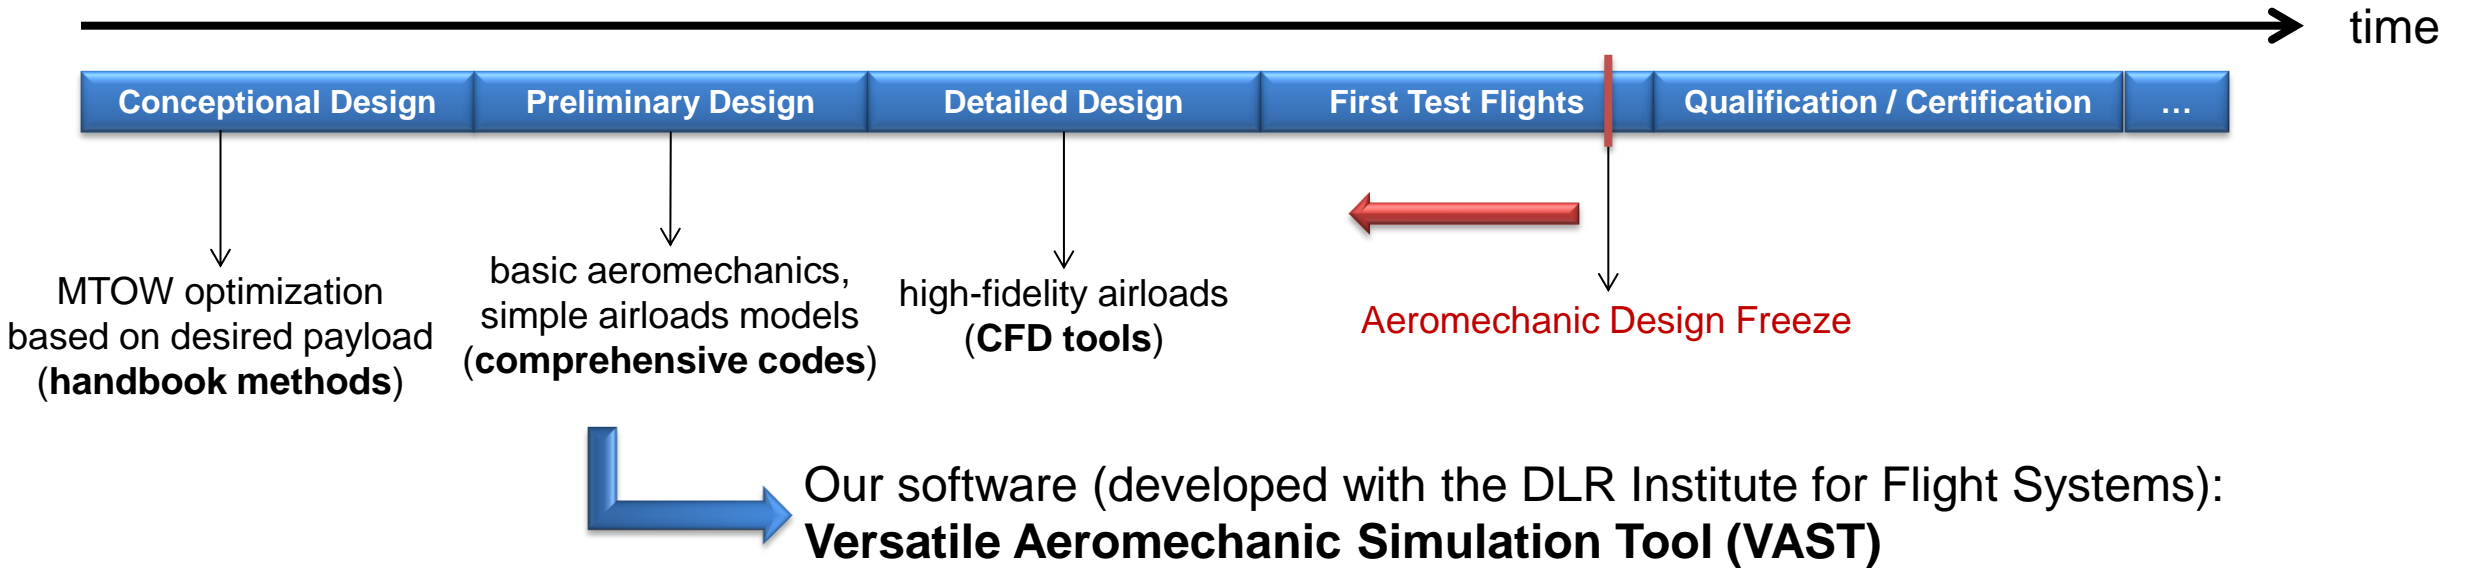 time
Conceptional Design
Preliminary Design
Detailed Design
First Test Flights
Qualification / Certification
...
MTOW optimization
based on desired payload
(handbook methods)
basic aeromechanics,
simple airloads models
(comprehensive codes)
high-fidelity airloads
(CFD tools)
Aeromechanic Design Freeze
Our software (developed with the DLR Institute for Flight Systems):
Versatile Aeromechanic Simulation Tool (VAST)